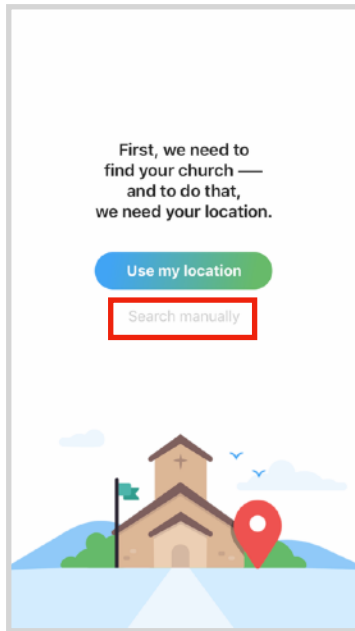 First, we need to
find your church —
and to do that,
we need your location.
Use my location
Search manually